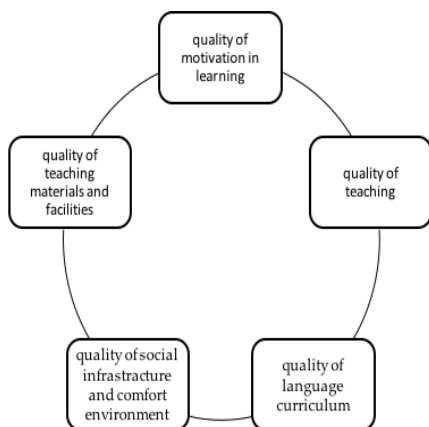 quality of
motivation in
learning
quality of
teaching
materials and
facilities
quality of
teaching
quality of social
infrastracture
and comfort
environment
quality of
language
curriculum